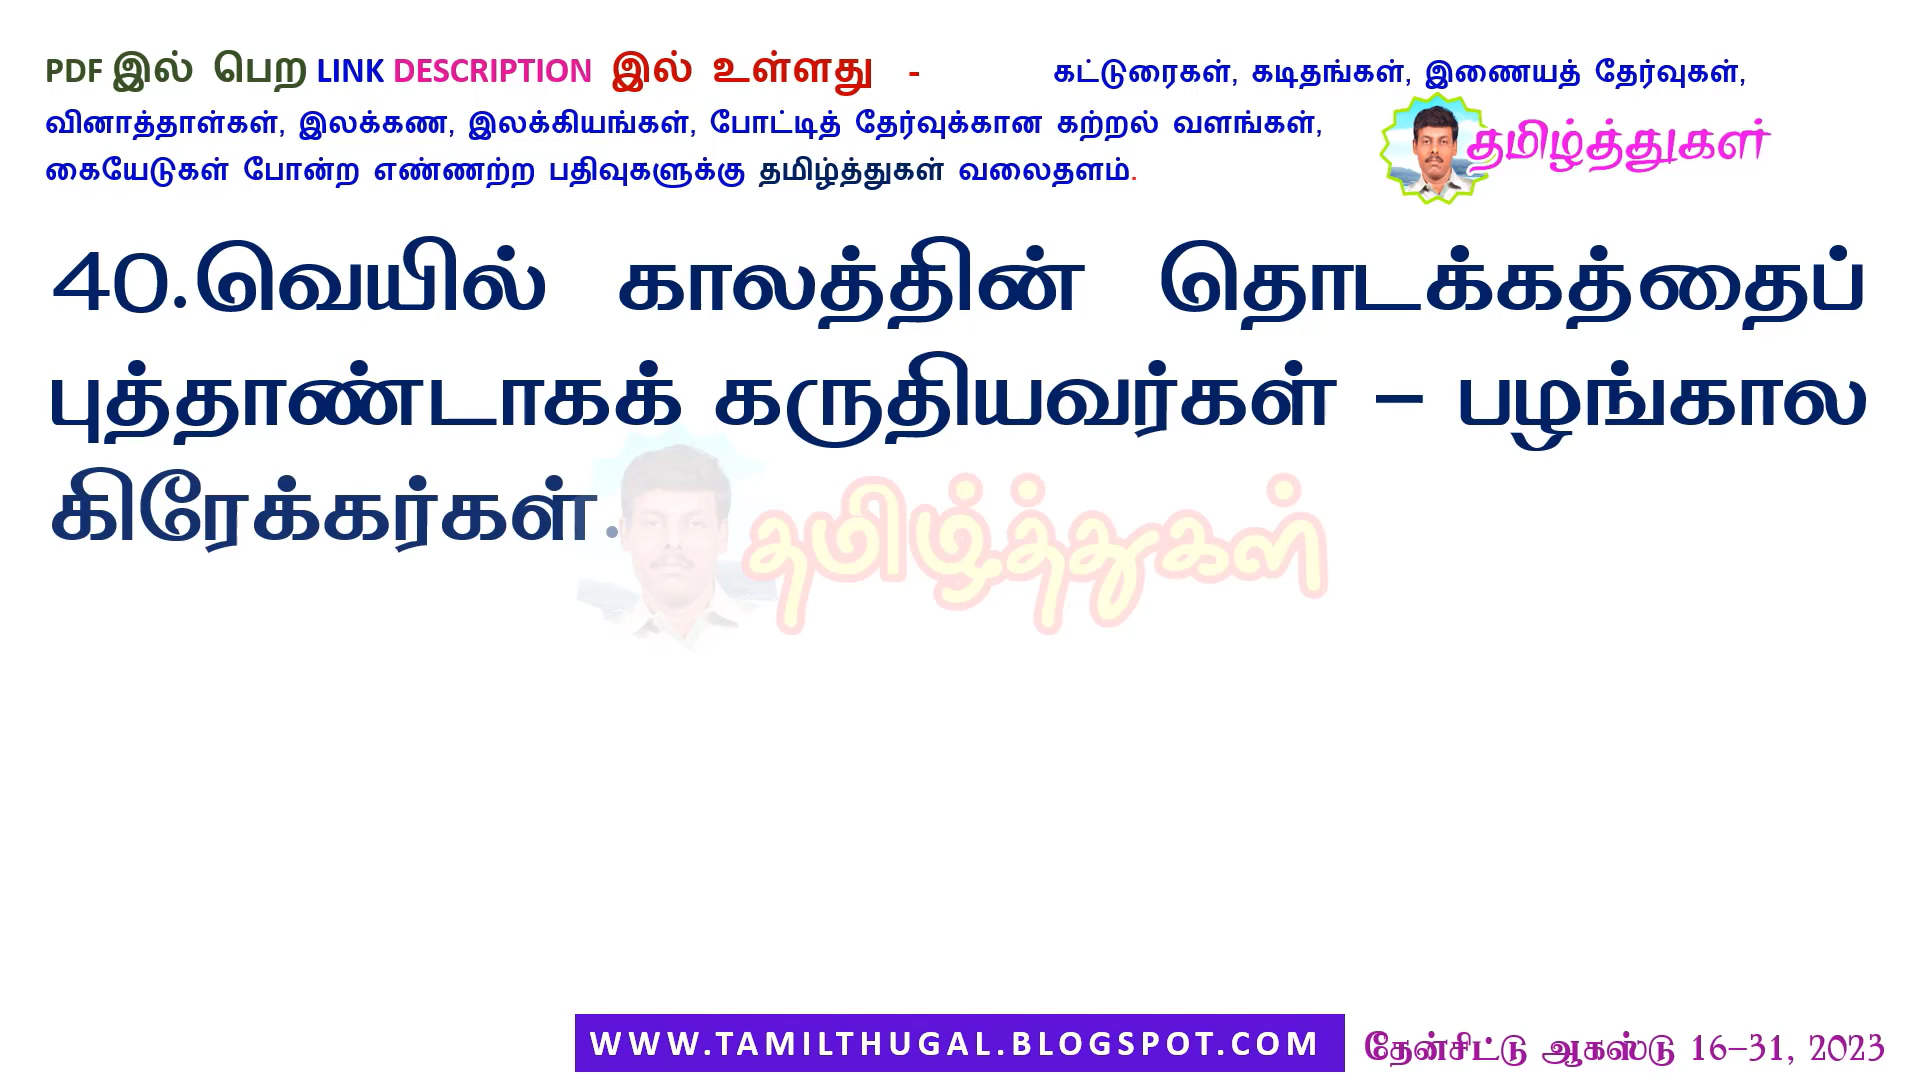 PDF இல் பெற LINK DESCRIPTION இல் உள்ளது - கட்டுரைகள், கடிதங்கள், இணையத் தேர்வுகள்,
வினாத்தாள்கள், இலக்கண, இலக்கியங்கள், போட்டித் தேர்வுக்கான கற்றல் வளங்கள்,
தமிழ்த்துகள்
கையேடுகள் போன்ற எண்ணற்ற பதிவுகளுக்கு தமிழ்த்துகள் வலைதளம்.
40.வெயில் காலத்தின் தொடக்கத்தைப்
புத்தாண்டாகக் கருதியவர்கள் – பழங்கால
கிரேக்கர்கள்.
தமிழ்த்துகள்
WWW.TAMILTHUGAL.BLOGSPOT.COM
தேன்சிட்டு ஆகஸ்டு 16–31, 2023